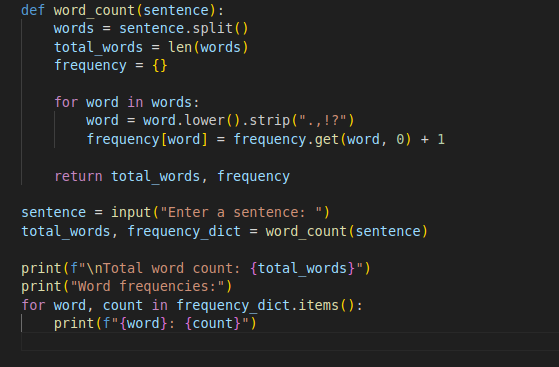 def word_count(sentence):
    words = sentence.split()
    total_words = len(words)
    frequency = {}

    for word in words:
        word = word.lower().strip(".,!?")
        frequency[word] = frequency.get(word, 0) + 1

    return total_words, frequency

sentence = input("Enter a sentence: ")
total_words, frequency_dict = word_count(sentence)

print(f"\nTotal word count: {total_words}")
print("Word frequencies:")
for word, count in frequency_dict.items():
    print(f"{word}: {count}")